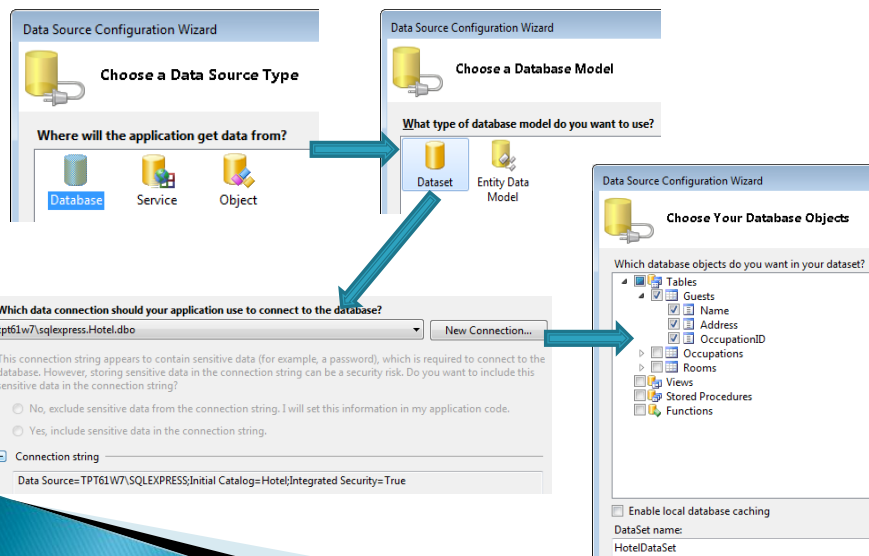 Data Source Configuration Wizard
Choose a Data Source Type
Where will the application get data from?
Database
Service
Object
Data Source Configuration Wizard
Choose a Database Model
What type of database model do you want to use?
Dataset
Entity Data
Model
Which data connection should your application use to connect to the database?
tpt61w7\sqlexpress.Hotel.dbo
New Connection...
This connection string appears to contain sensitive data (for example, a password), which is required to connect to the
database. However, storing sensitive data in the connection string can be a security risk. Do you want to include this
sensitive data in the connection string?
No, exclude sensitive data from the connection string. I will set this information in my application code.
Yes, include sensitive data in the connection string.
Connection string
Data Source=TPT61W7\SQLEXPRESS;Initial Catalog=Hotel;Integrated Security=True
Data Source Configuration Wizard
Choose Your Database Objects
Which database objects do you want in your dataset?
Tables
Guests
Name
Address
OccupationID
Occupations
Rooms
Views
Stored Procedures
Functions
Enable local database caching
DataSet name:
HotelDataSet